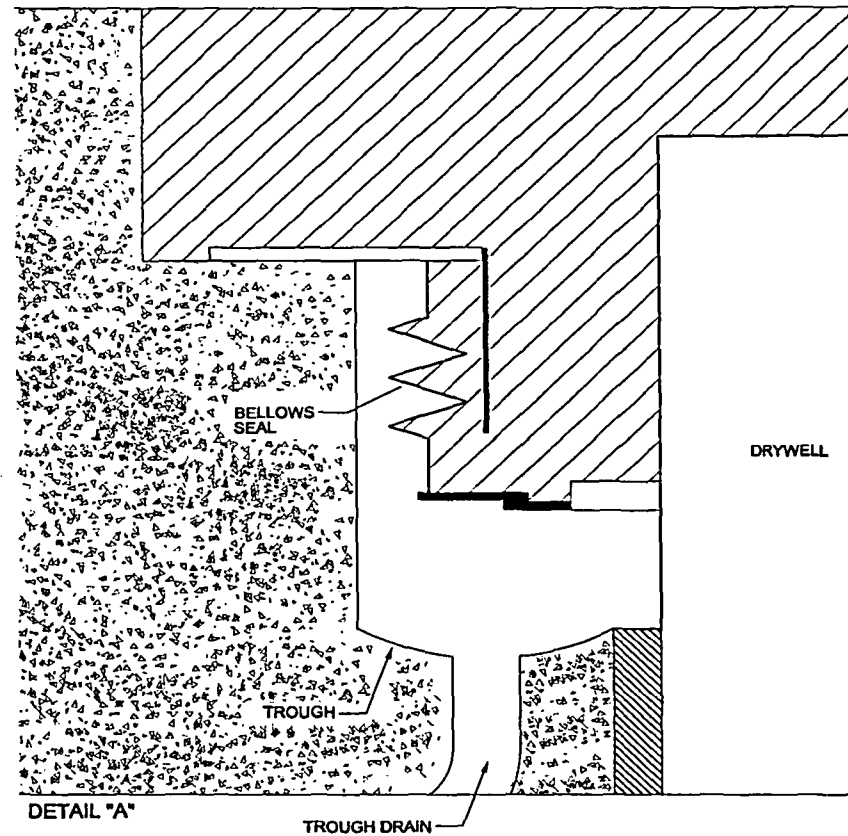 BELLOWS
SEAL
DRYWELL
TROUGH
DETAIL "A"
TROUGH DRAIN